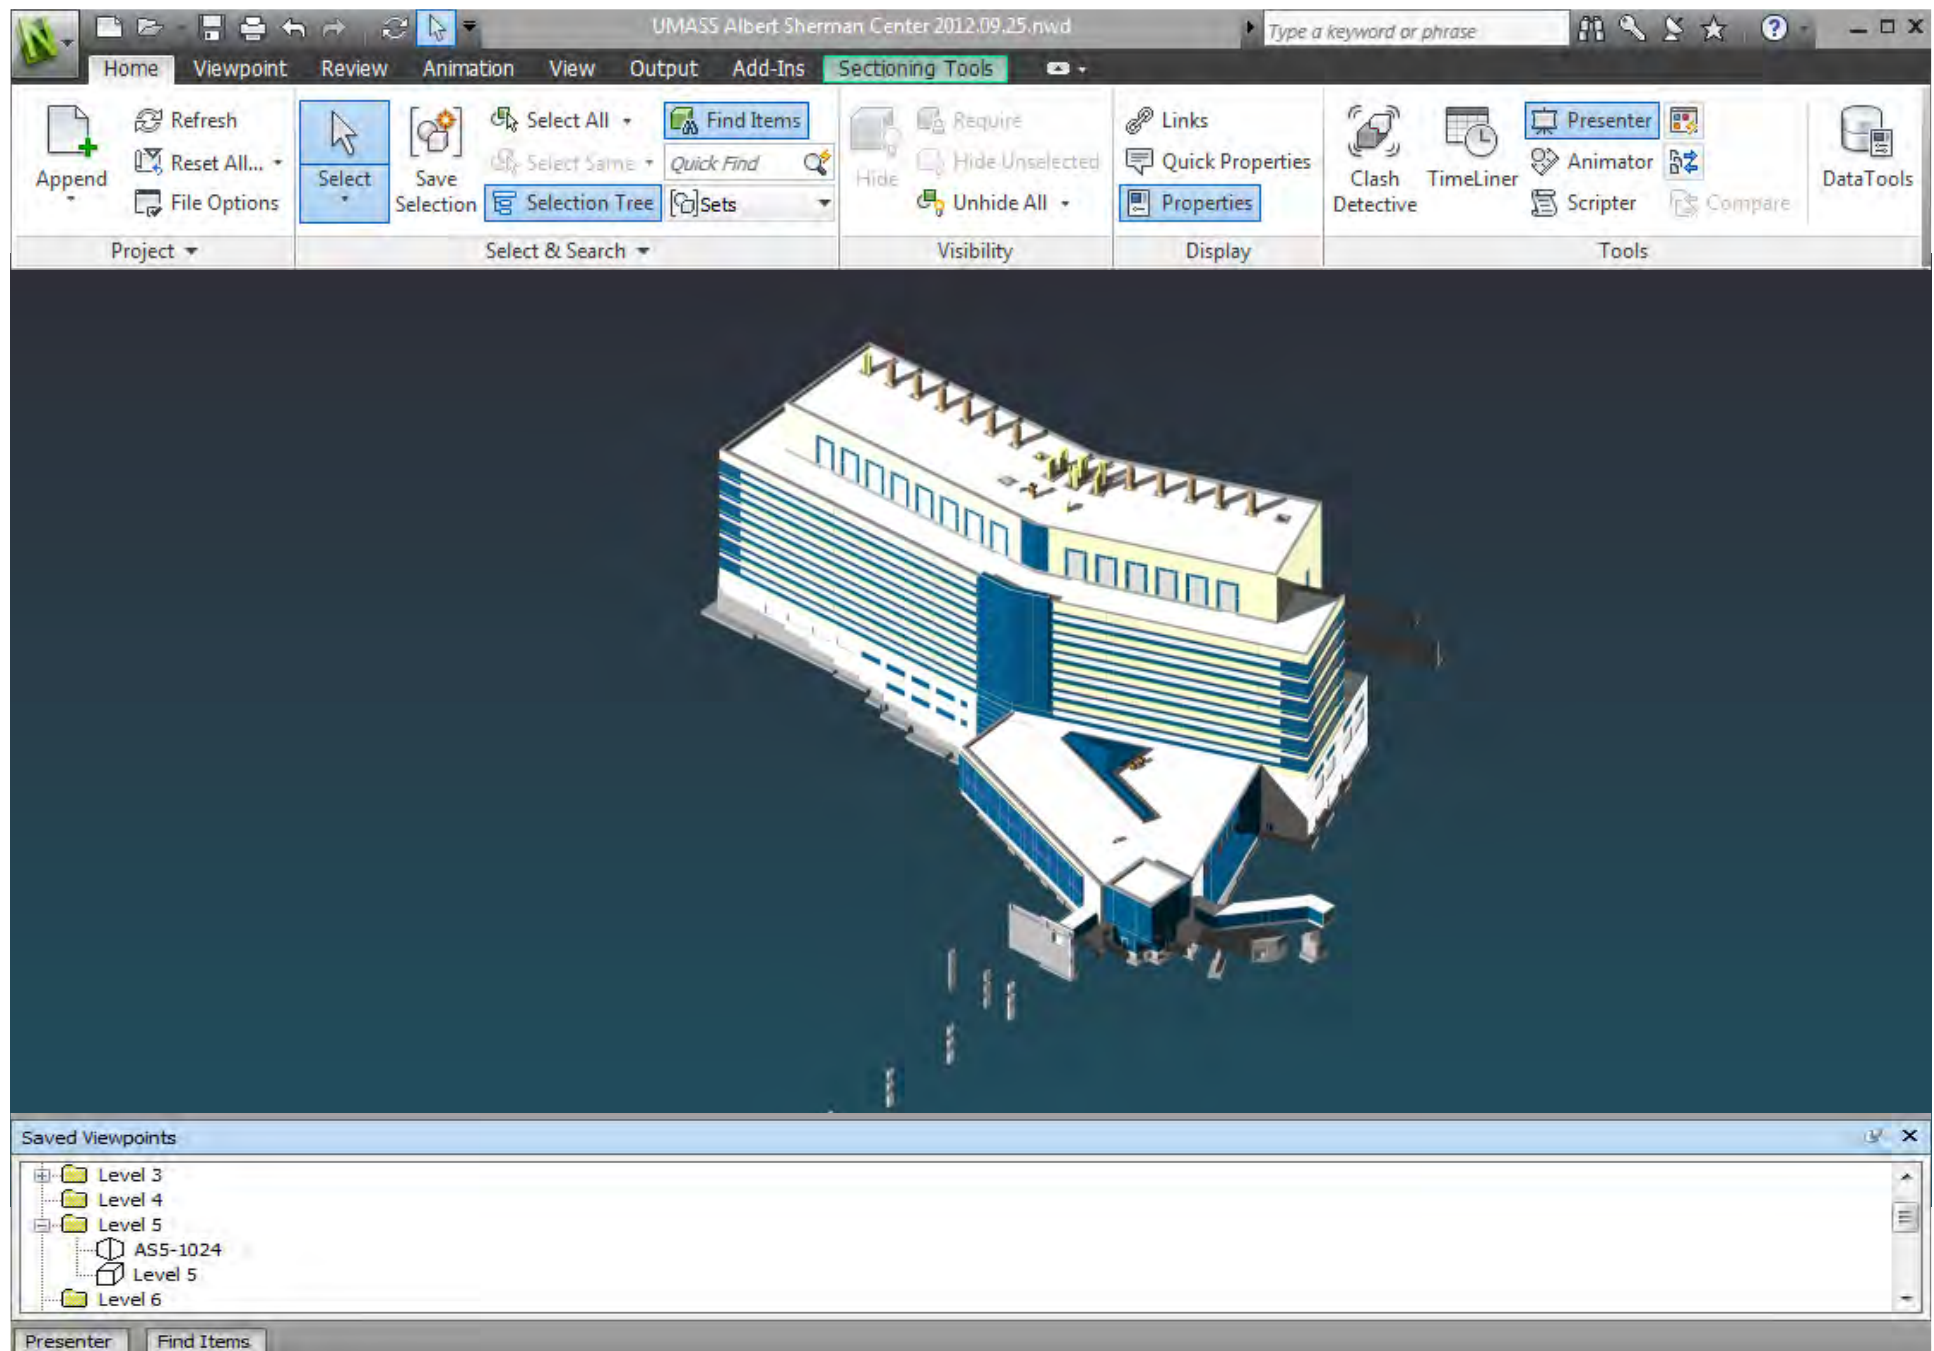 UMASS Albert Sherman Center 2012.09.25.nwd
Type a keyword or phrase
Home Viewpoint Review Animation View Output Add-Ins Sectioning Tools
Append
Refresh
Reset All...
File Options
Project
Select
Save Selection
Select All
Select Same
Selection Tree
Find Items
Quick Find
Sets
Select & Search
Hide
Require
Hide Unselected
Unhide All
Visibility
Links
Quick Properties
Properties
Display
Clash Detective
TimeLiner
Presenter
Animator
Scripter
Compare
DataTools
Tools
Saved Viewpoints
Level 3
Level 4
Level 5
AS5-1024
Level 5
Level 6
Presenter Find Items